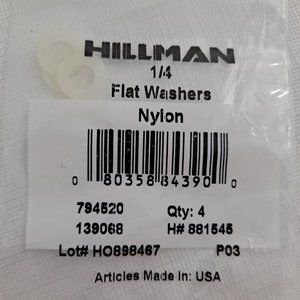 HILLMAN
1/4
Flat Washers
Nylon
0 80358 84390 0
794520 Qty: 4
139068 H# 881545
Lot# HO898467 P03
Articles Made In: USA